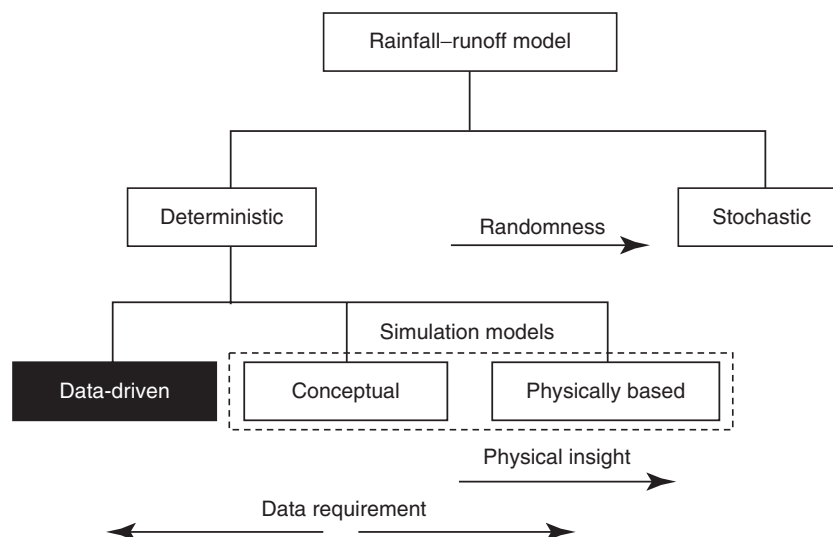 Rainfall–runoff model
Deterministic
Stochastic
Randomness
Simulation models
Data-driven
Conceptual
Physically based
Physical insight
Data requirement